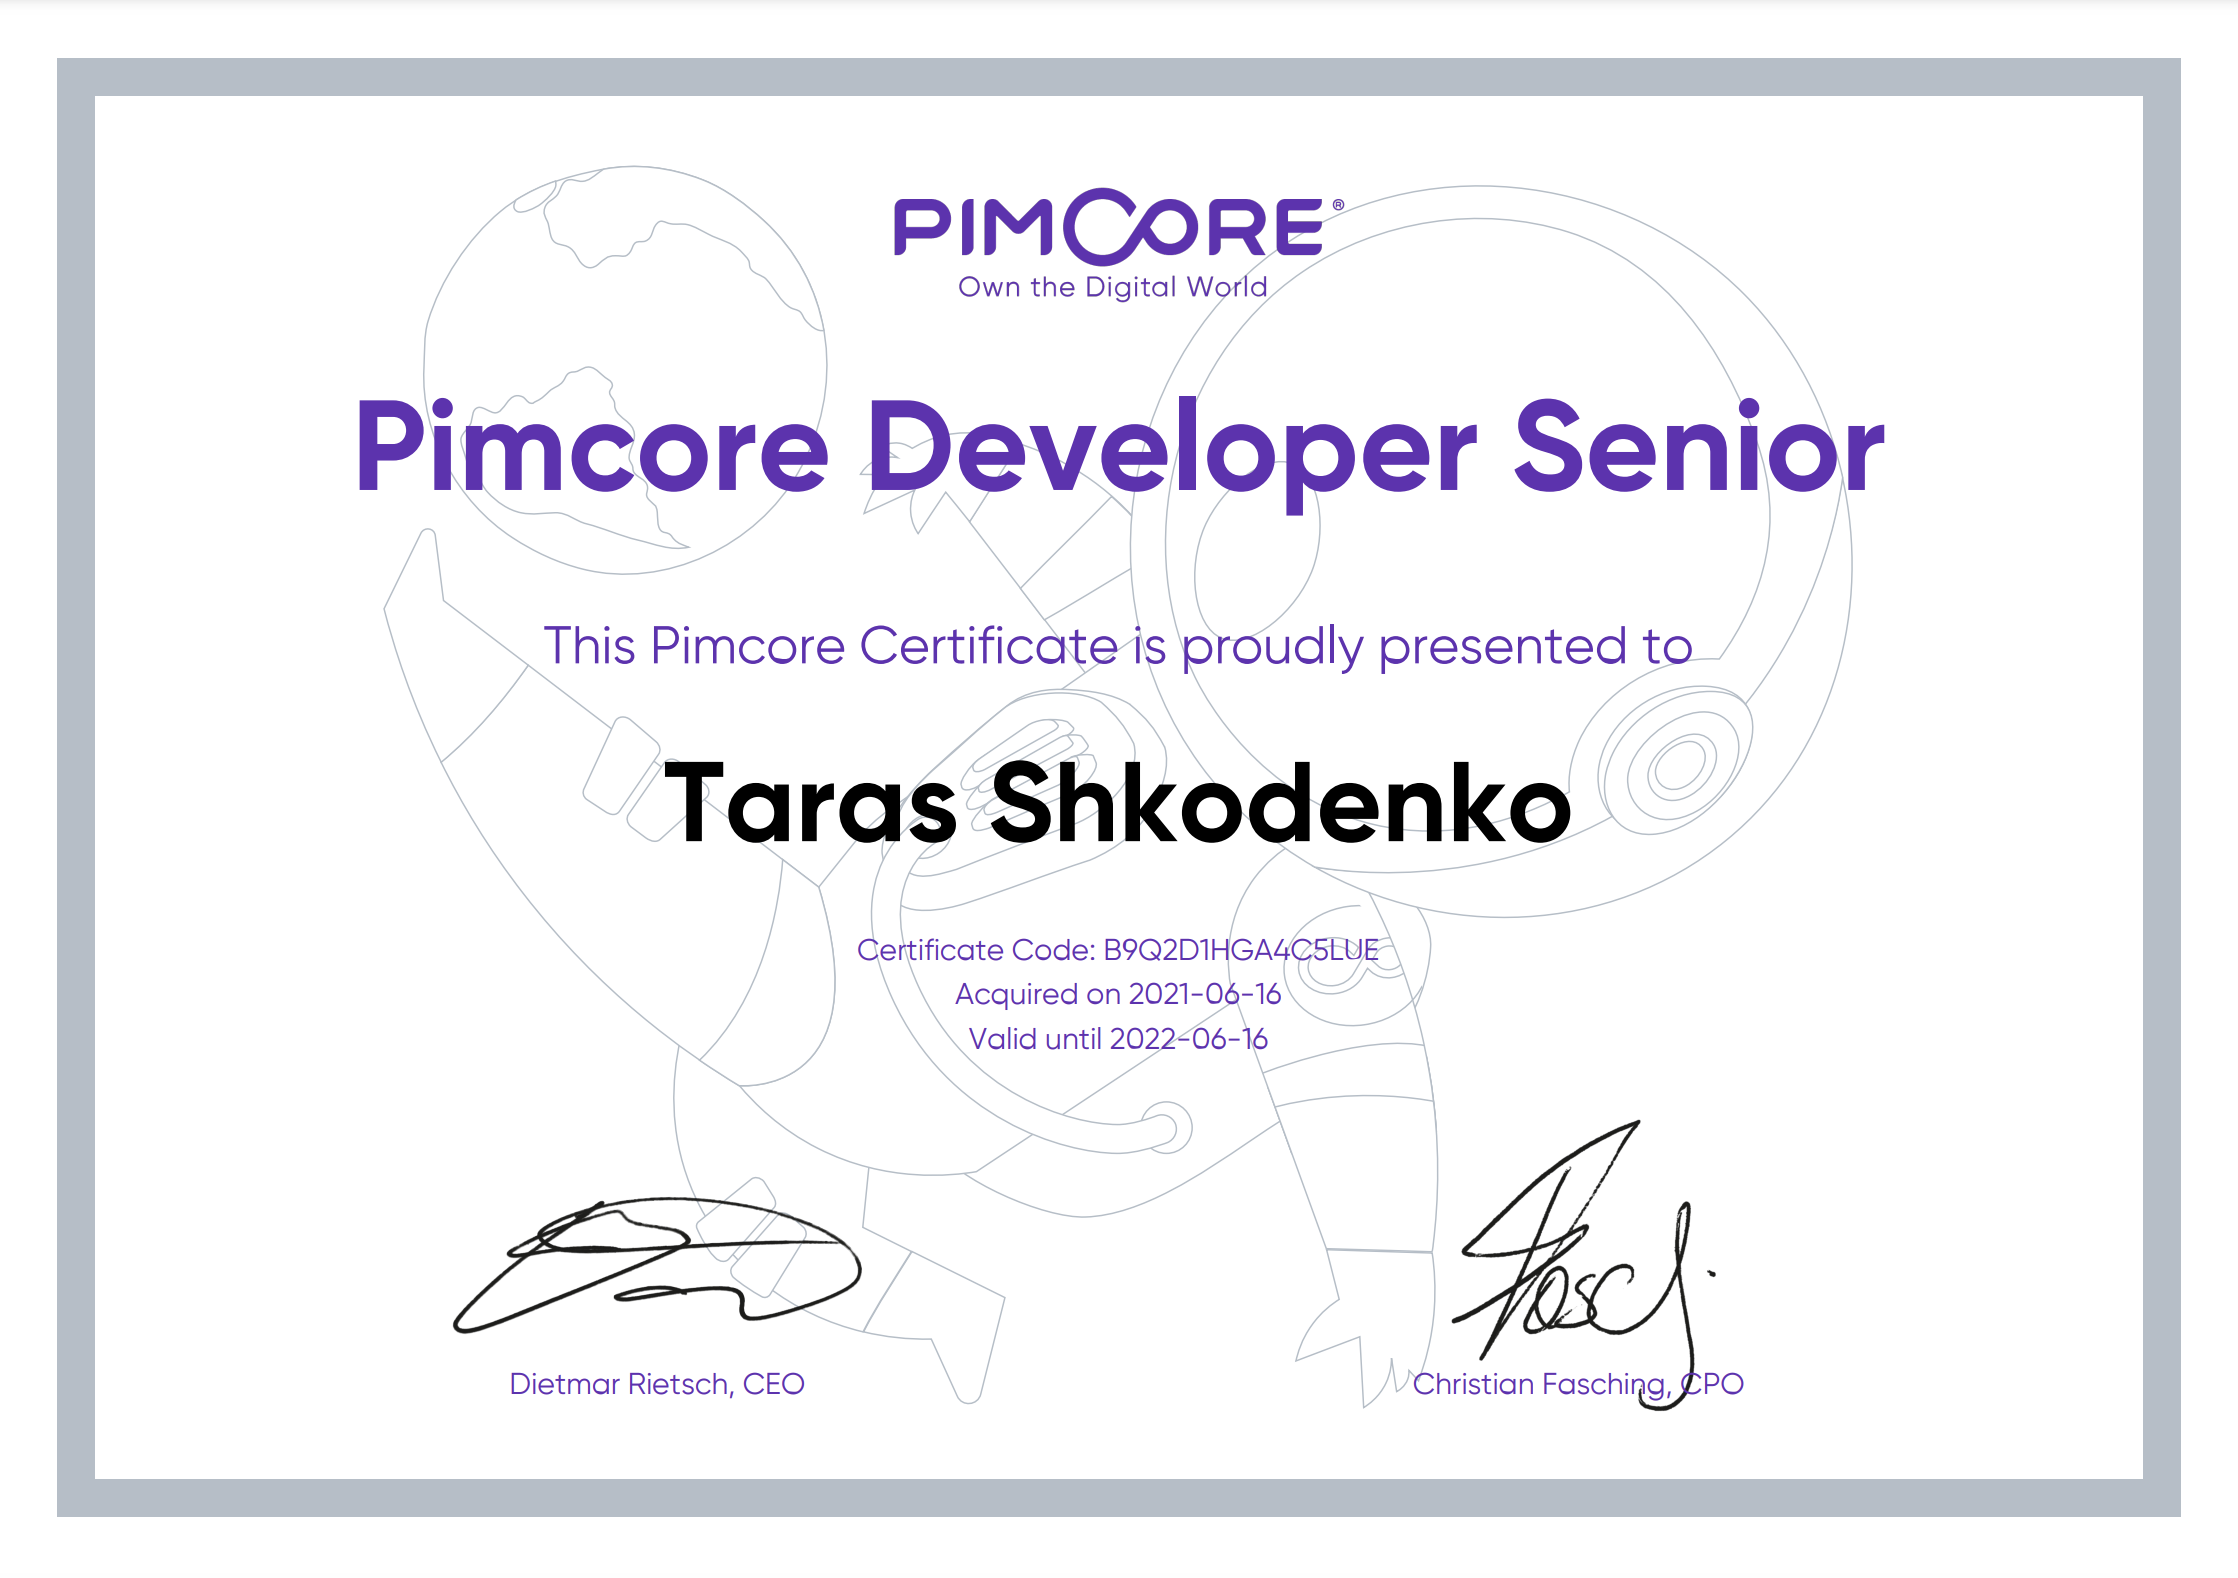 PIMCORE®
Own the Digital World
Pimcore Developer Senior
This Pimcore Certificate is proudly presented to
Taras Shkodenko
Certificate Code: B9Q2D1HGA4C5LUE
Acquired on 2021-06-16
Valid until 2022-06-16
Dietmar Rietsch, CEO
Christian Fasching, CPO